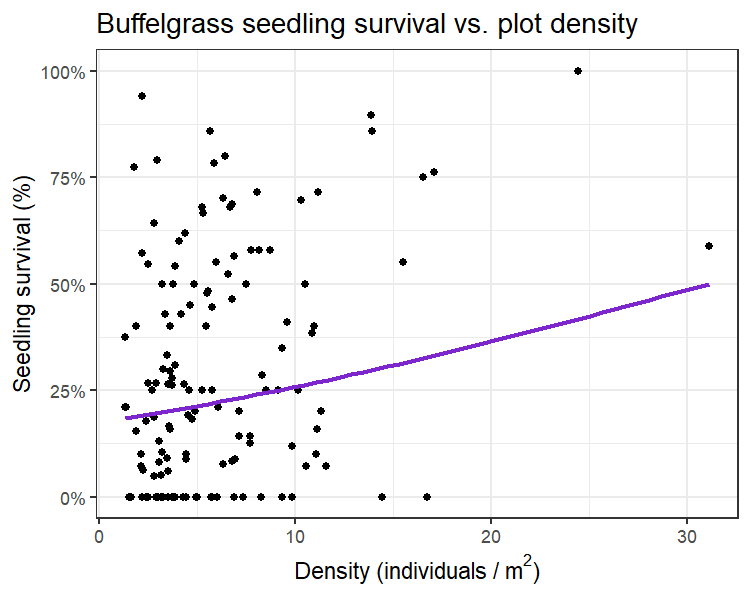 Buffelgrass seedling survival vs. plot density
Seedling survival (%)
100%
75%
50%
25%
0%
0 10 20 30
Density (individuals / m²)